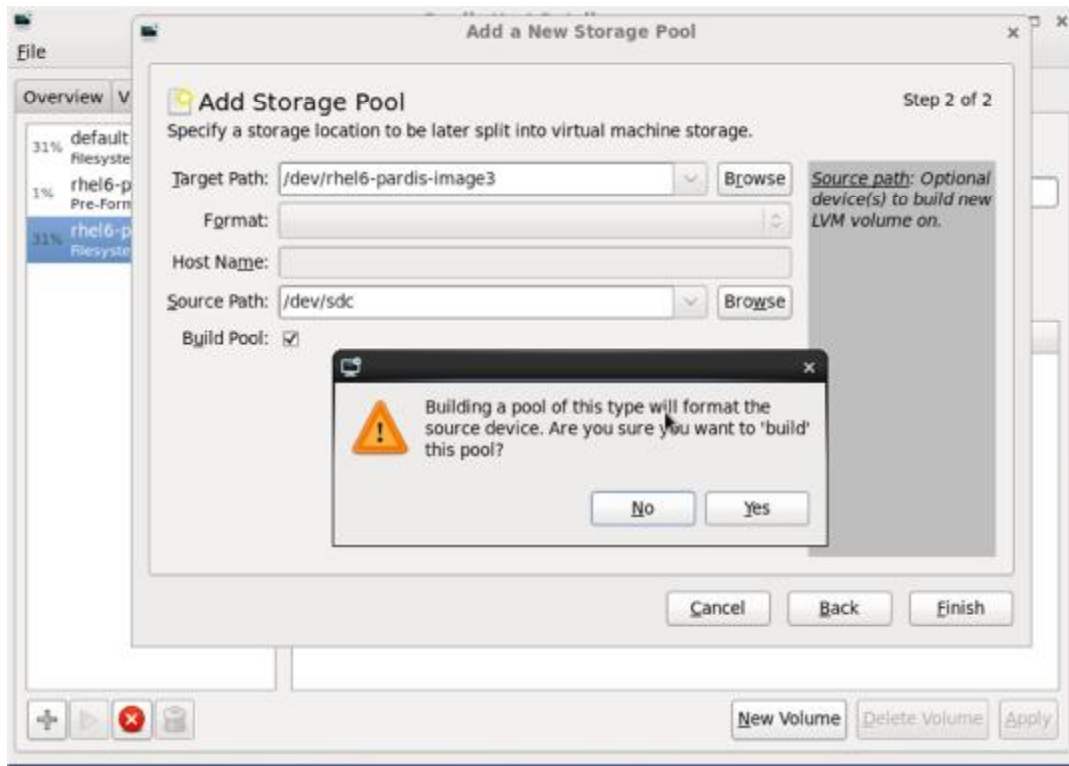 Add a New Storage Pool
File
Overview V
Add Storage Pool
Step 2 of 2
Specify a storage location to be later split into virtual machine storage.
31% default
Filesyste
1% rhel6-p
Pre-Form
31% rhel6-p
Filesyste
Target Path: /dev/rhel6-pardis-image3 Browse
Format:
Host Name:
Source Path: /dev/sdc Browse
Build Pool:
Source path: Optional
device(s) to build new
LVM volume on.
Building a pool of this type will format the
source device. Are you sure you want to 'build'
this pool?
No Yes
Cancel Back Finish
New Volume Delete Volume Apply